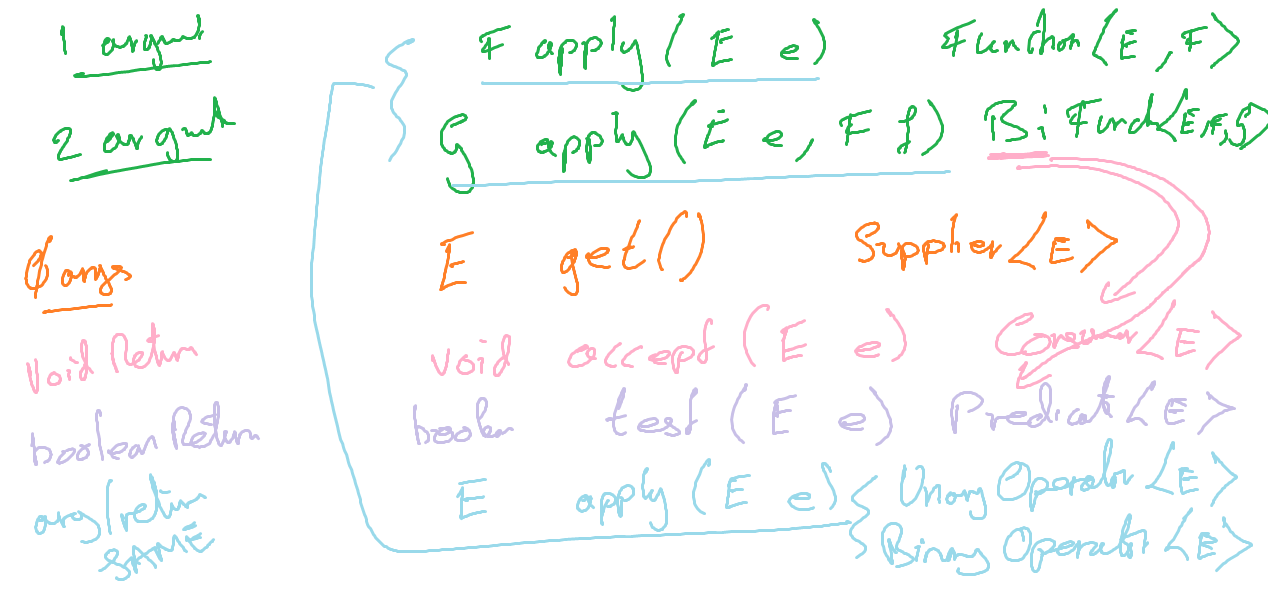 1 argumt F apply ( E e ) Function<E, F>
2 argumt G apply ( E e, F f ) BiFunct<E,F,G>
0 args E get() Supplier<E>
void Return void accept ( E e ) Consumer<E>
boolean Return boolean test ( E e ) Predicate<E>
arg/return SAME E apply ( E e ) Unary Operator<E>
Binary Operator<E>